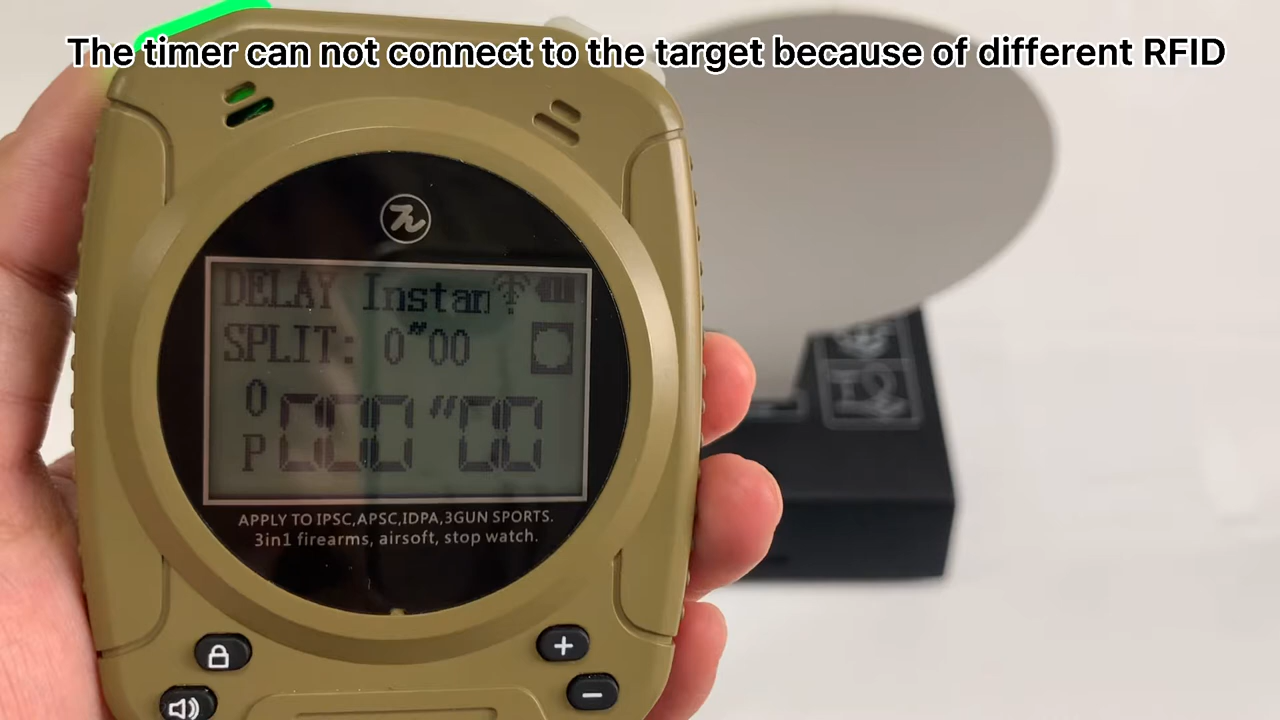 The timer can not connect to the target because of different RFID
DELAY Instan
SPLIT: 0"00
0
P 000"00
APPLY TO IPSC,APSC,IDPA,3GUN SPORTS.
3in1 firearms, airsoft, stop watch.
+
−